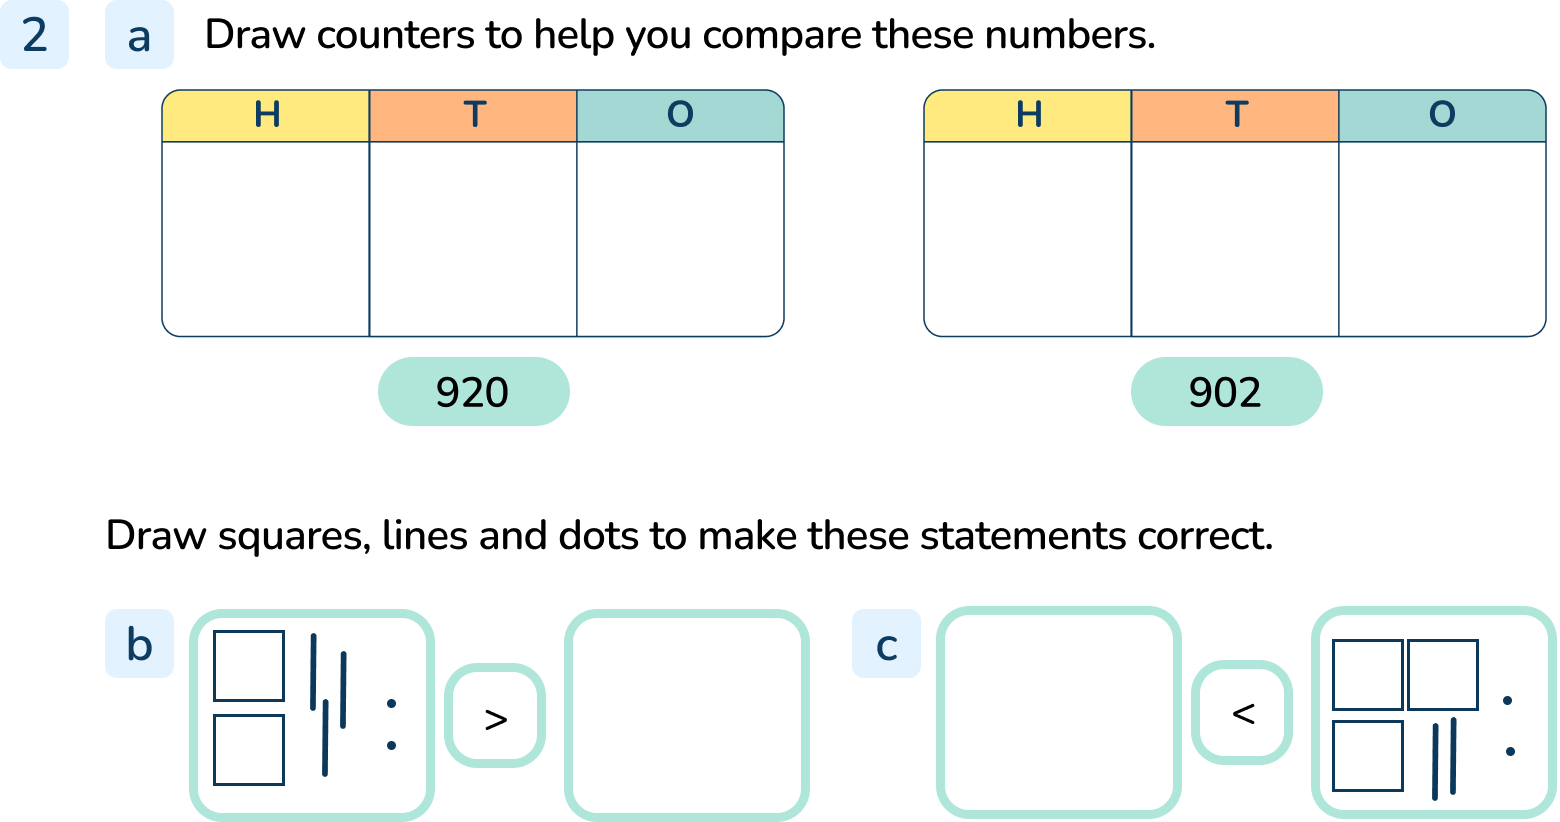 2 a Draw counters to help you compare these numbers.
H T O H T O
920 902
Draw squares, lines and dots to make these statements correct.
b > c <